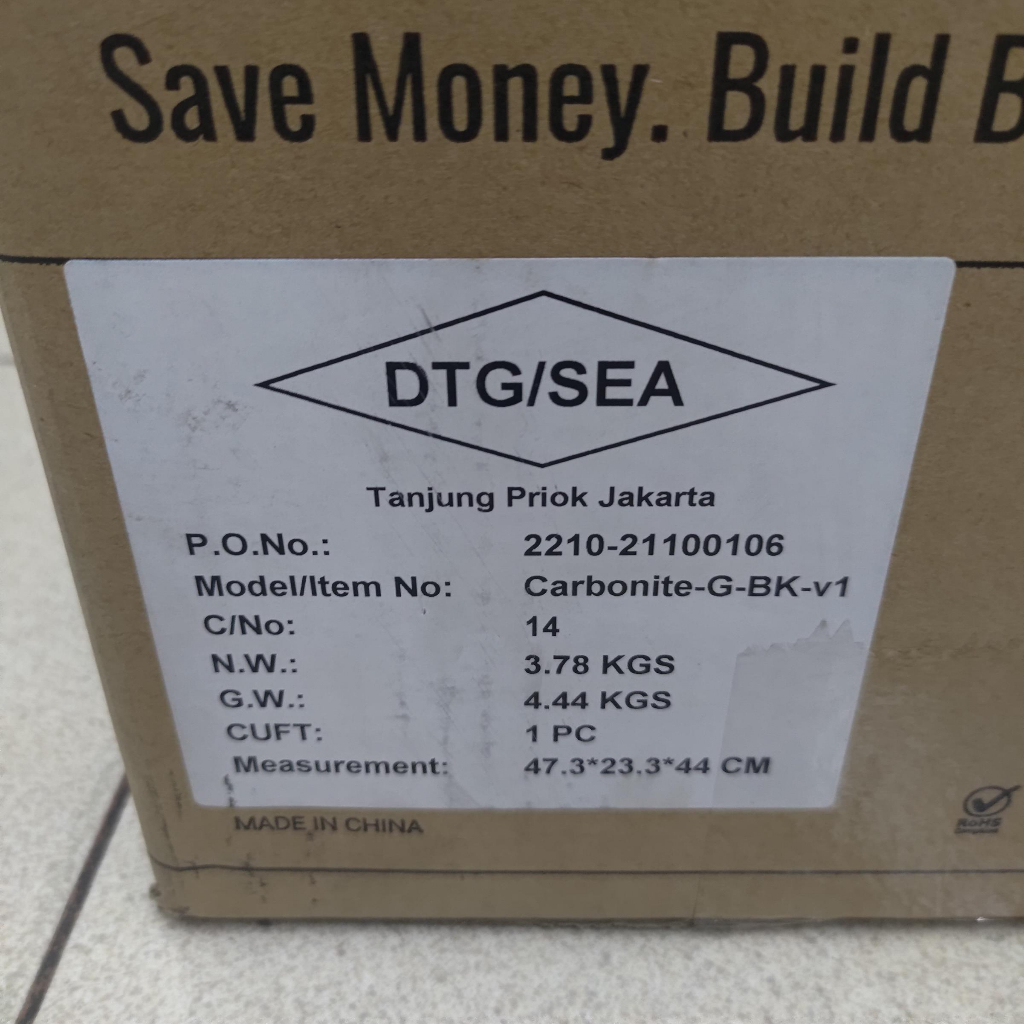 Save Money. Build B
DTG/SEA
Tanjung Priok Jakarta
P.O.No.: 2210-21100106
Model/Item No: Carbonite-G-BK-v1
C/No: 14
N.W.: 3.78 KGS
G.W.: 4.44 KGS
CUFT: 1 PC
Measurement: 47.3*23.3*44 CM
MADE IN CHINA
RoHS